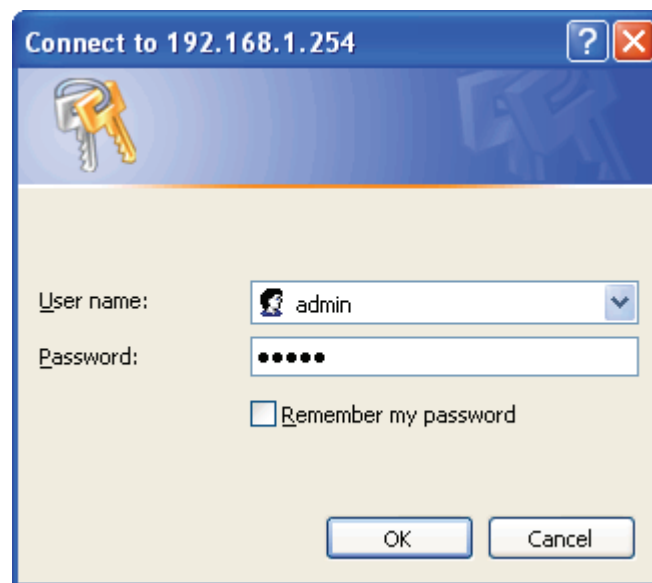 Connect to 192.168.1.254
User name:
admin
Password:
•••••
Remember my password
OK
Cancel